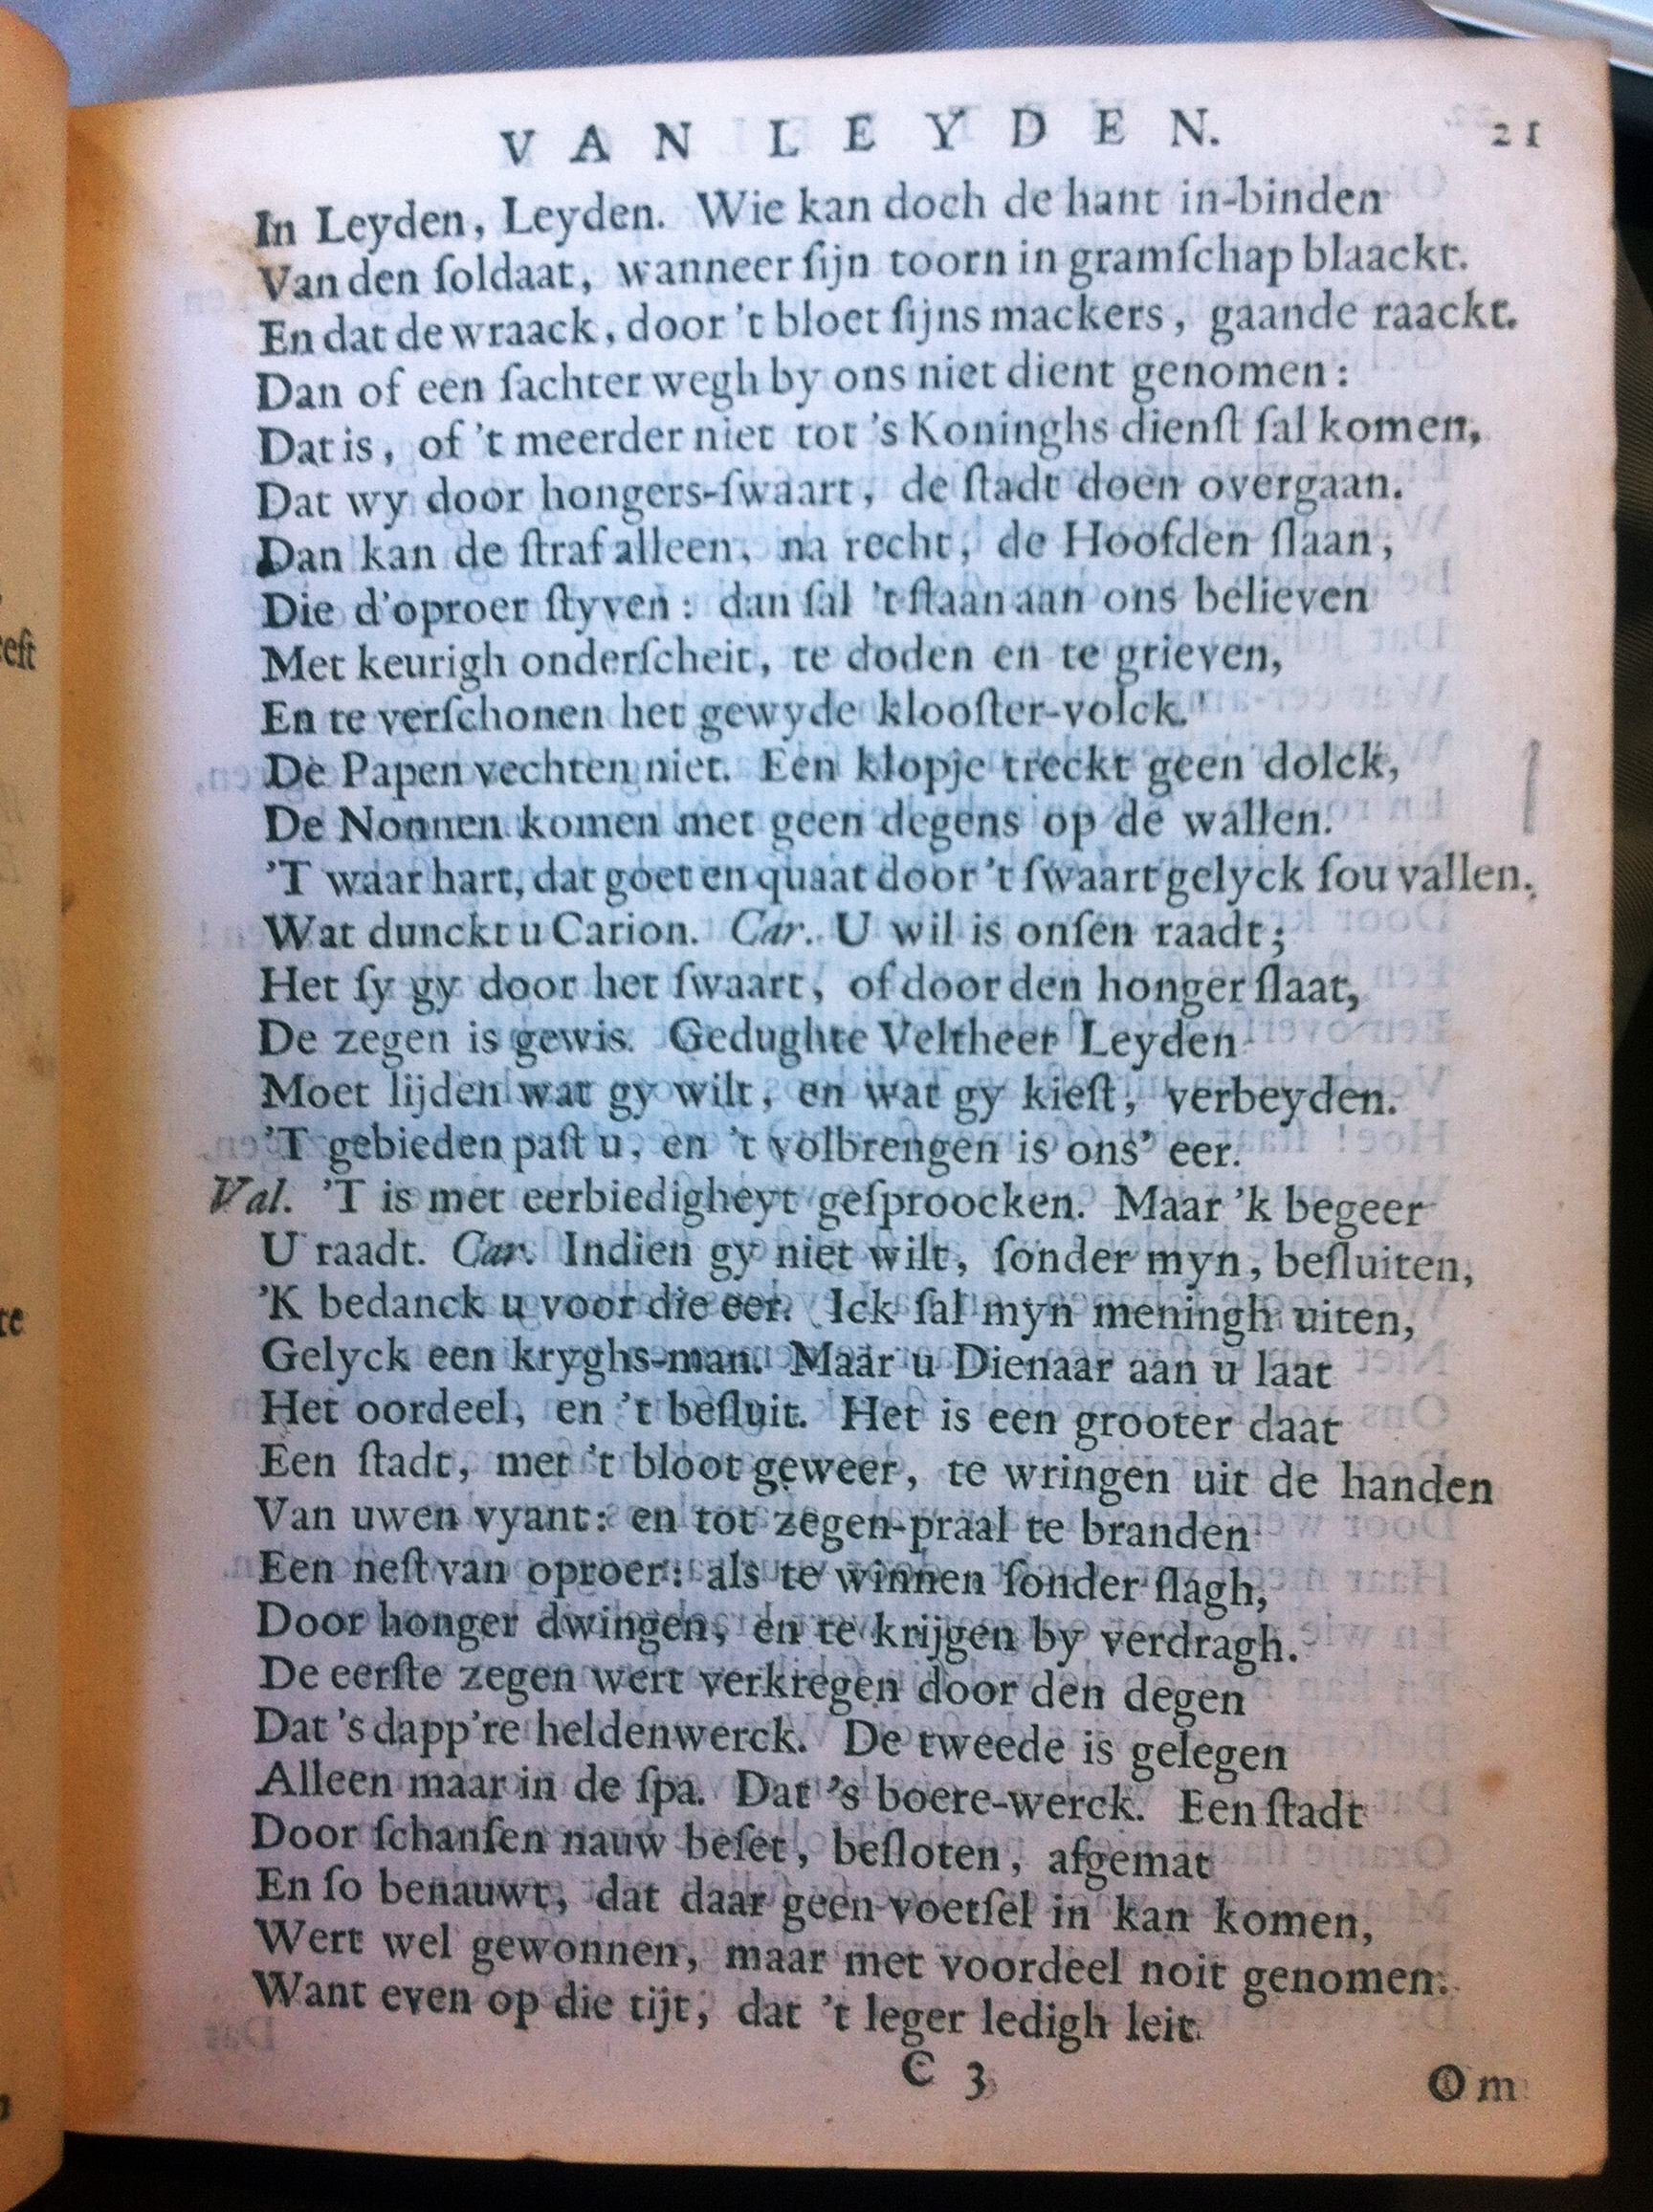 VAN LEYDEN. 21
In Leyden, Leyden. Wie kan doch de hant in-binden
Van den ſoldaat, wanneer ſijn toorn in gramſchap blaackt.
En dat de wraack, door 't bloet ſijns mackers, gaande raackt.
Dan of een ſachter wegh by ons niet dient genomen:
Dat is, of 't meerder niet tot 's Koninghs dienſt ſal komen,
Dat wy door hongers-ſwaart, de ſtadt doen overgaan.
Dan kan de ſtraf alleen, na recht, de Hoofden ſlaan,
Die d'oproer ſtyven: dan ſal 't ſtaan aan ons believen
Met keurigh onderſcheit, te doden en te grieven,
En te verſchonen het gewyde klooſter-volck.
De Papen vechten niet. Een klopje treckt geen dolck,
De Nonnen komen met geen degens op de wallen.
'T waar hart, dat goet en quaat door 't ſwaart gelyck ſou vallen.
Wat dunckt u Carion. Car. U wil is onſen raadt;
Het ſy gy door het ſwaart, of door den honger ſlaat,
De zegen is gewis. Gedughte Veltheer Leyden
Moet lijden wat gy wilt, en wat gy kieſt, verbeyden.
'T gebieden paſt u, en 't volbrengen is ons' eer.
Val. 'T is met eerbiedigheyt geſproocken. Maar 'k begeer
U raadt. Car. Indien gy niet wilt, ſonder myn, beſluiten,
'K bedanck u voor die eer. Ick ſal myn meningh uiten,
Gelyck een kryghs-man. Maar u Dienaar aan u laat
Het oordeel, en 't beſluit. Het is een grooter daat
Een ſtadt, met 't bloot geweer, te wringen uit de handen
Van uwen vyant: en tot zegen-praal te branden
Een neſt van oproer: als te winnen ſonder ſlagh,
Door honger dwingen, en te krijgen by verdragh.
De eerſte zegen wert verkregen door den degen
Dat 's dapp're heldenwerck. De tweede is gelegen
Alleen maar in de ſpa. Dat 's boere-werck. Een ſtadt
Door ſchanſen nauw beſet, beſloten, afgemat
En ſo benauwt, dat daar geen voetſel in kan komen,
Wert wel gewonnen, maar met voordeel noit genomen.
Want even op die tijt, dat 't leger ledigh leit.
C 3 Om